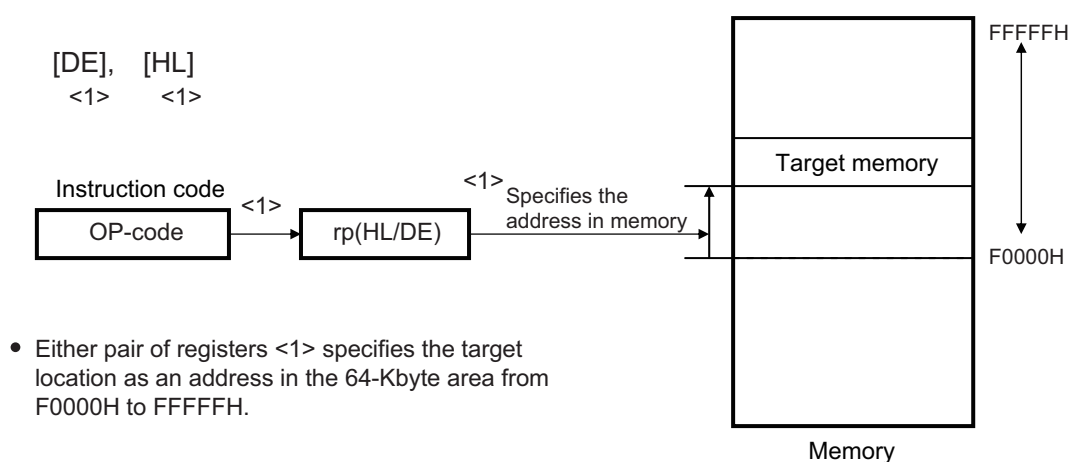 FFFFFH
[DE], [HL]
<1> <1>
Target memory
Instruction code
<1>
<1>
Specifies the
address in memory
OP-code
rp(HL/DE)
F0000H
• Either pair of registers <1> specifies the target
location as an address in the 64-Kbyte area from
F0000H to FFFFFH.
Memory